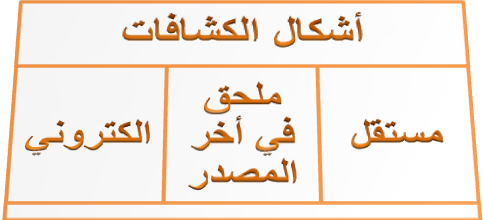 أشكال الكشافات
مستقل
ملحق
في أخر
المصدر
الكتروني